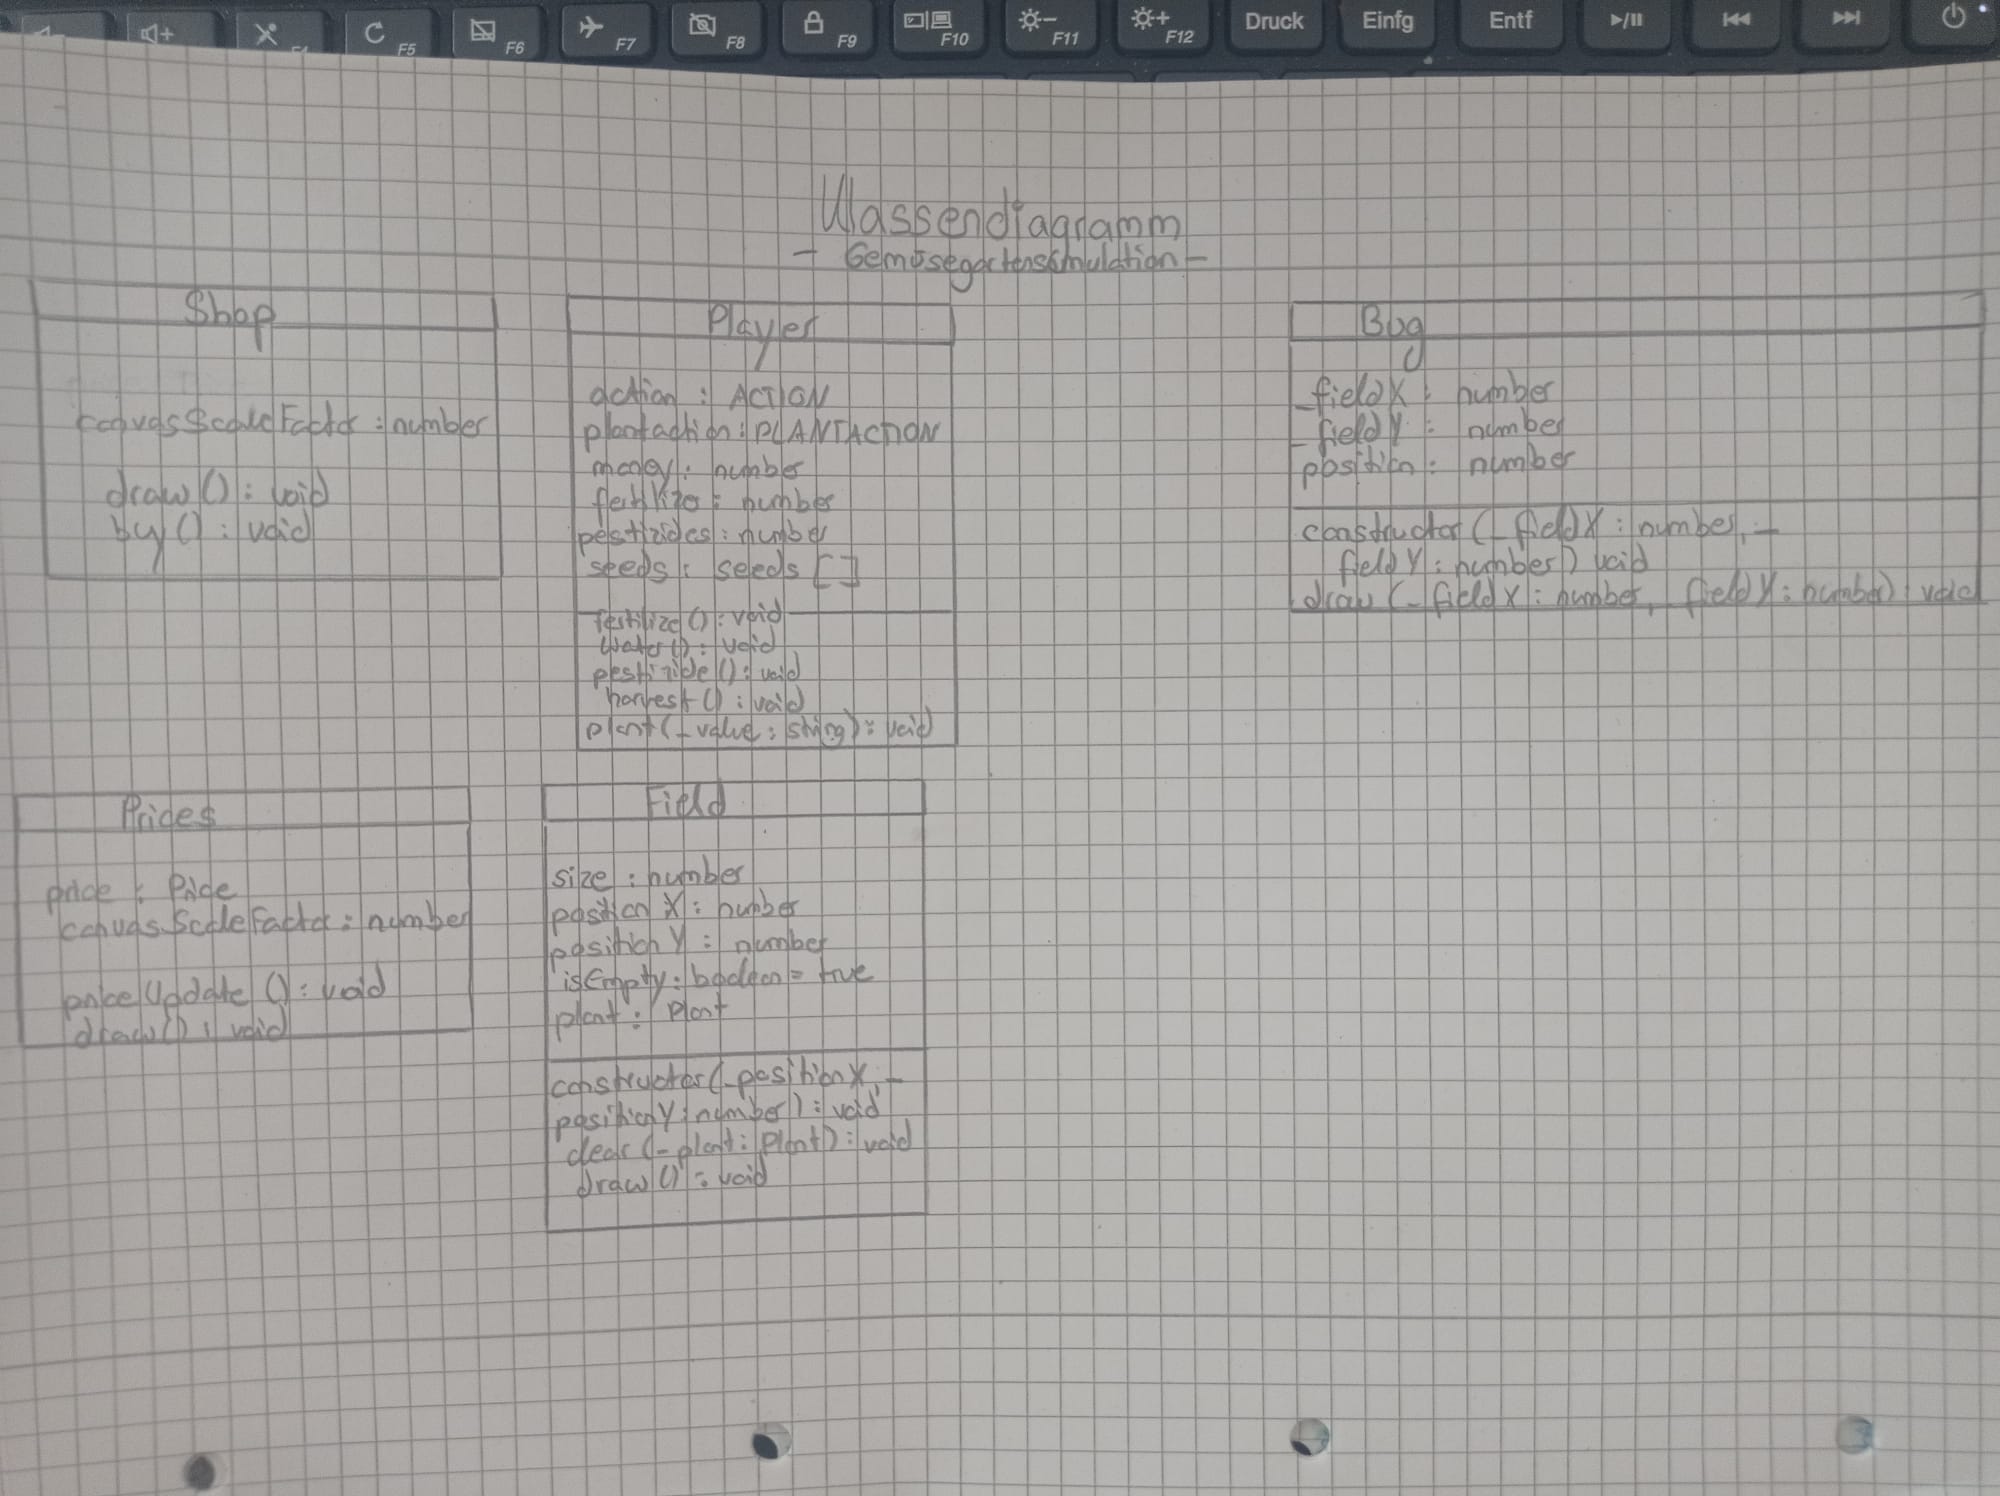 F5
F6
F7
F8
F9
F10
F11
F12
Druck
Einfg
Entf
Klassendiagramm
- Gemüsegartensimulation -
Shop
canvasScaleFactor : number
draw() : void
by() : void
Player
action : ACTION
plantaction : PLANTACTION
money : number
fertilizer : number
pestizides : number
seeds : seeds []
fertilize() : void
water() : void
pestizide() : void
harvest() : void
plant(_value : string) : void
Bug
_fieldX : number
_fieldY : number
position : number
constructor(_fieldX : number, _
fieldY : number) void
draw (_fieldX : number, fieldY : number) : void
Prices
price : Price
canvasScaleFactor : number
priceUpdate () : void
draw() : void
Field
size : number
positionX : number
positionY : number
isEmpty : boolean = true
plant : Plant
constructor(_positionX, _
positionY : number) : void
clear (_plant : Plant) : void
draw () : void